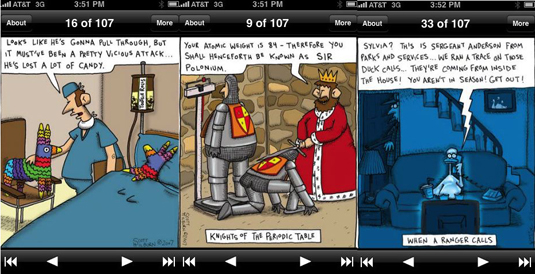 AT&T 3G 3:51 PM
About 16 of 107 More
LOOKS LIKE HE'S GONNA PULL THROUGH, BUT
IT MUST'VE BEEN A PRETTY VICIOUS ATTACK...
HE'S LOST A LOT OF CANDY.
AT&T 3G 3:51 PM
About 9 of 107 More
YOUR ATOMIC WEIGHT IS 84 - THEREFORE YOU
SHALL HENCEFORTH BE KNOWN AS SIR
POLONIUM.
KNIGHTS OF THE PERIODIC TABLE
AT&T 3G 3:52 PM
About 33 of 107 More
SYLVIA? THIS IS SERGEANT ANDERSON FROM
PARKS AND SERVICES... WE RAN A TRACE ON THOSE
DUCK CALLS... THEY'RE COMING FROM INSIDE
THE HOUSE! YOU AREN'T IN SEASON! GET OUT!
WHEN A RANGER CALLS